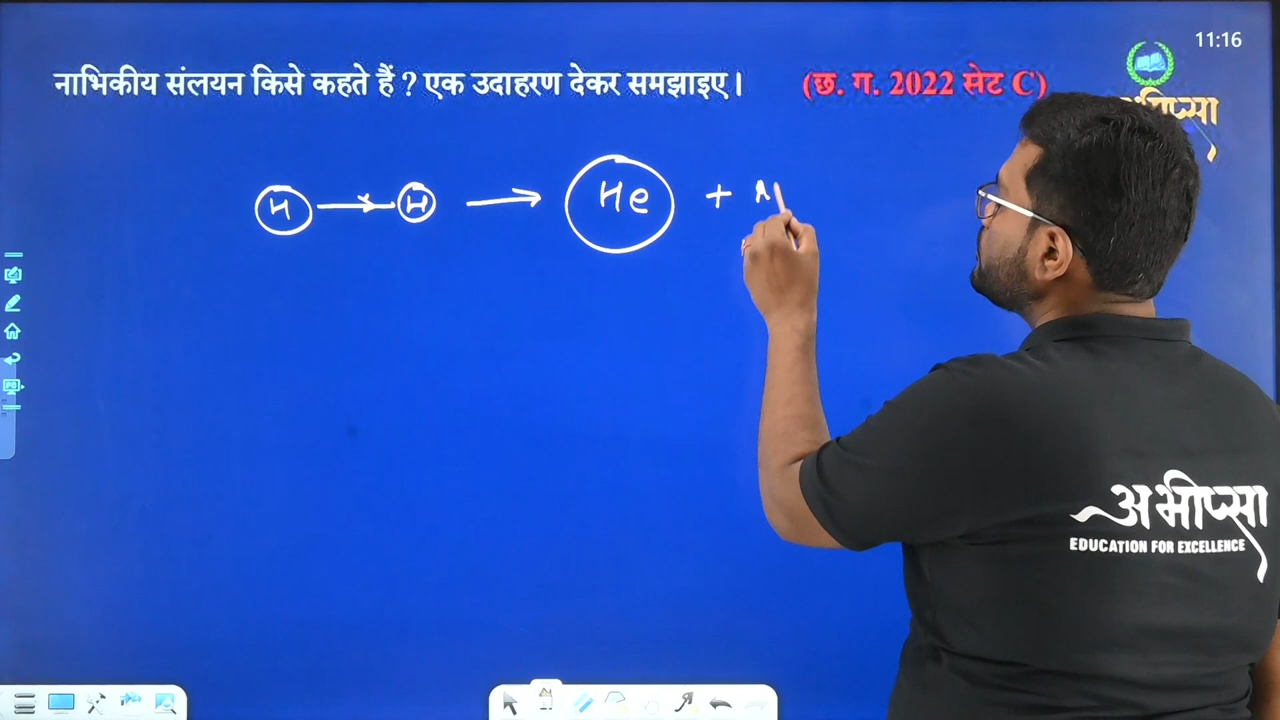 11:16
नाभिकीय संलयन किसे कहते हैं ? एक उदाहरण देकर समझाइए। (छ. ग. 2022 सेट C)
H → H → He +
अभीप्सा
EDUCATION FOR EXCELLENCE